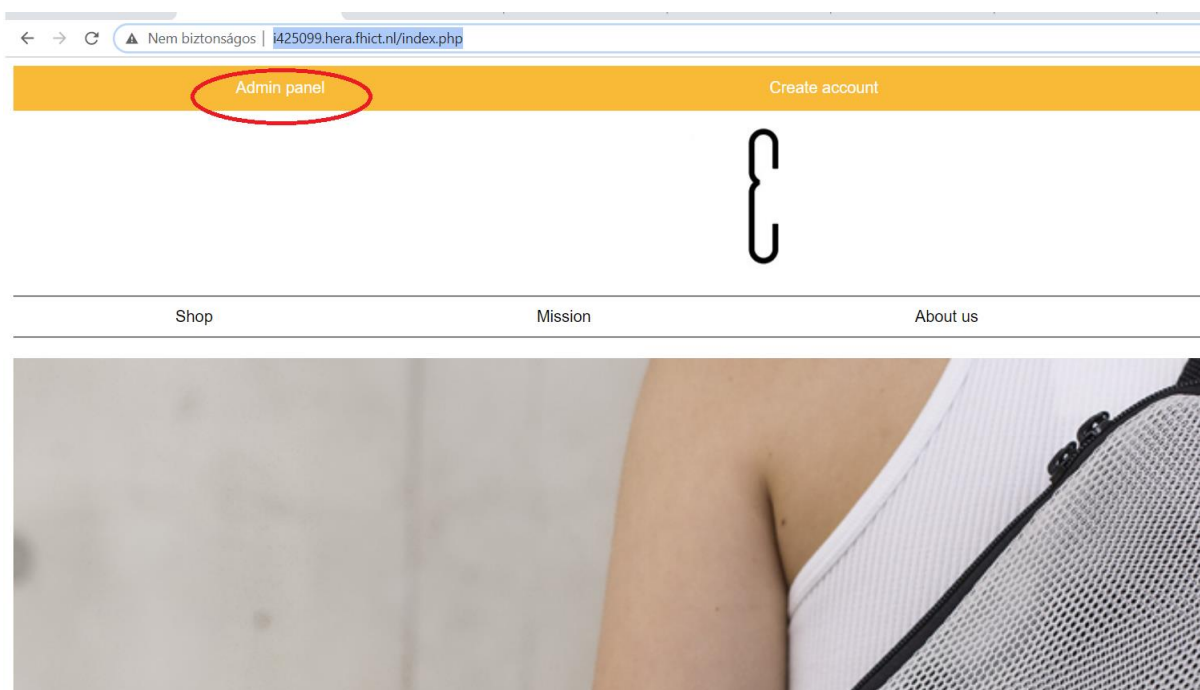 Nem biztonságos | i425099.hera.fhict.nl/index.php
Admin panel Create account
Shop Mission About us